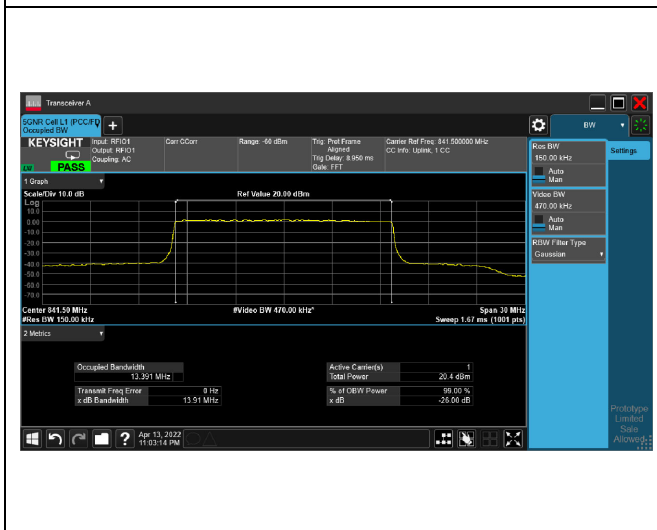 Transceiver A
5GNR Cell L1 (PCC/FD
Occupied BW
+
BW
KEYSIGHT
Input: RFIO1
Output: RFIO1
Coupling: AC
Corr CCorr
Range: -60 dBm
Trig: Prdt Frame
Aligned
Trig Delay: 8.950 ms
Gate: FFT
Carrier Ref Freq: 841.500000 MHz
CC Info: Uplink, 1 CC
PASS
Res BW
150.00 kHz
Auto
Man
Settings
Video BW
470.00 kHz
Auto
Man
RBW Filter Type
Gaussian
1 Graph
Scale/Div 10.0 dB
Ref Value 20.00 dBm
Log
10.0
0.00
-10.0
-20.0
-30.0
-40.0
-50.0
-60.0
-70.0
Center 841.50 MHz
#Video BW 470.00 kHz*
Span 30 MHz
#Res BW 150.00 kHz
Sweep 1.67 ms (1001 pts)
2 Metrics
Occupied Bandwidth
13.391 MHz
Active Carrier(s) 1
Total Power 20.4 dBm
Transmit Freq Error 0 Hz
x dB Bandwidth 13.91 MHz
% of OBW Power 99.00 %
x dB -26.00 dB
Prototype
Limited
Sale
Allowed
?
Apr 13, 2022
11:03:14 PM